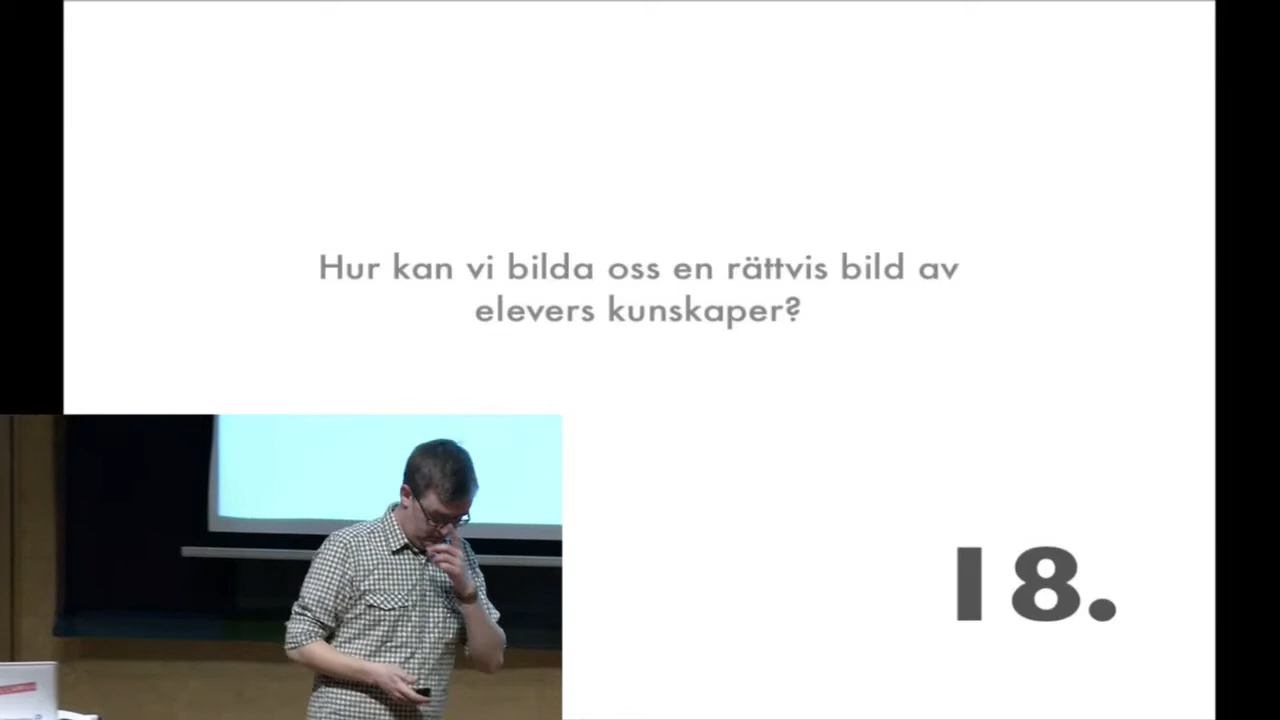 Hur kan vi bilda oss en rättvis bild av
elevers kunskaper?
18.